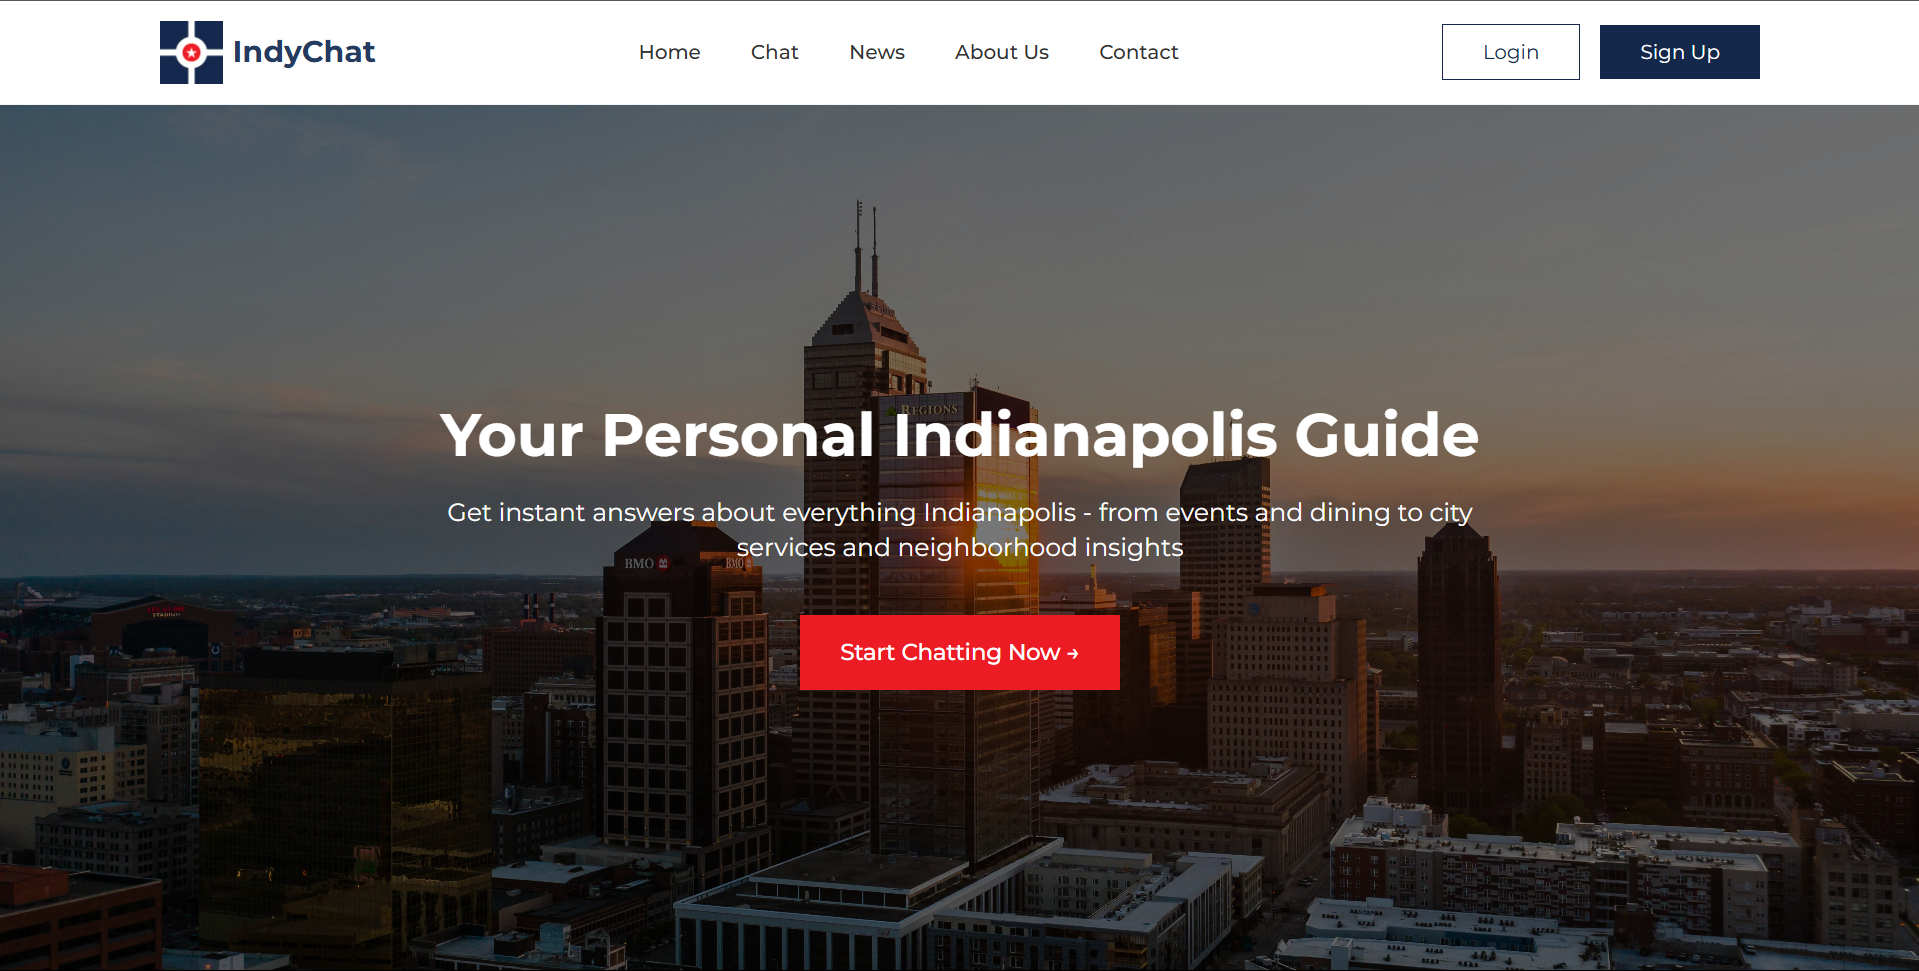 IndyChat
Home
Chat
News
About Us
Contact
Login
Sign Up
REGIONS
Your Personal Indianapolis Guide
Get instant answers about everything Indianapolis - from events and dining to city
services and neighborhood insights
BMO
BMO
STADIUM
Start Chatting Now →